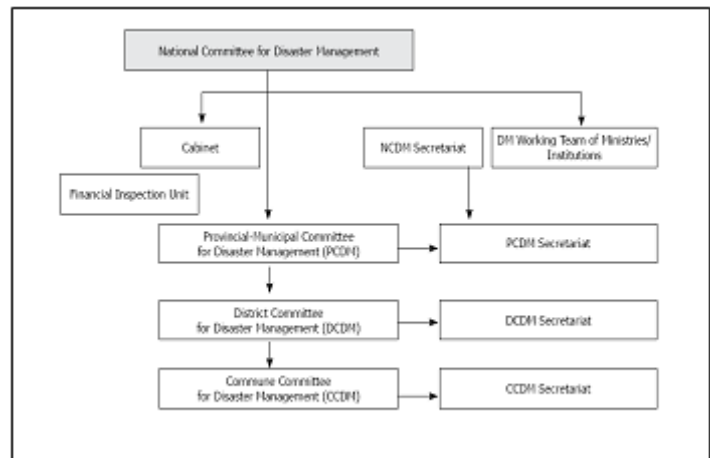 National Committee for Disaster Management
Cabinet
NCDM Secretariat
DM Working Team of Ministries/
Institutions
Financial Inspection Unit
Provincial-Municipal Committee
for Disaster Management (PCDM)
PCDM Secretariat
District Committee
for Disaster Management (DCDM)
DCDM Secretariat
Commune Committee
for Disaster Management (CCDM)
CCDM Secretariat